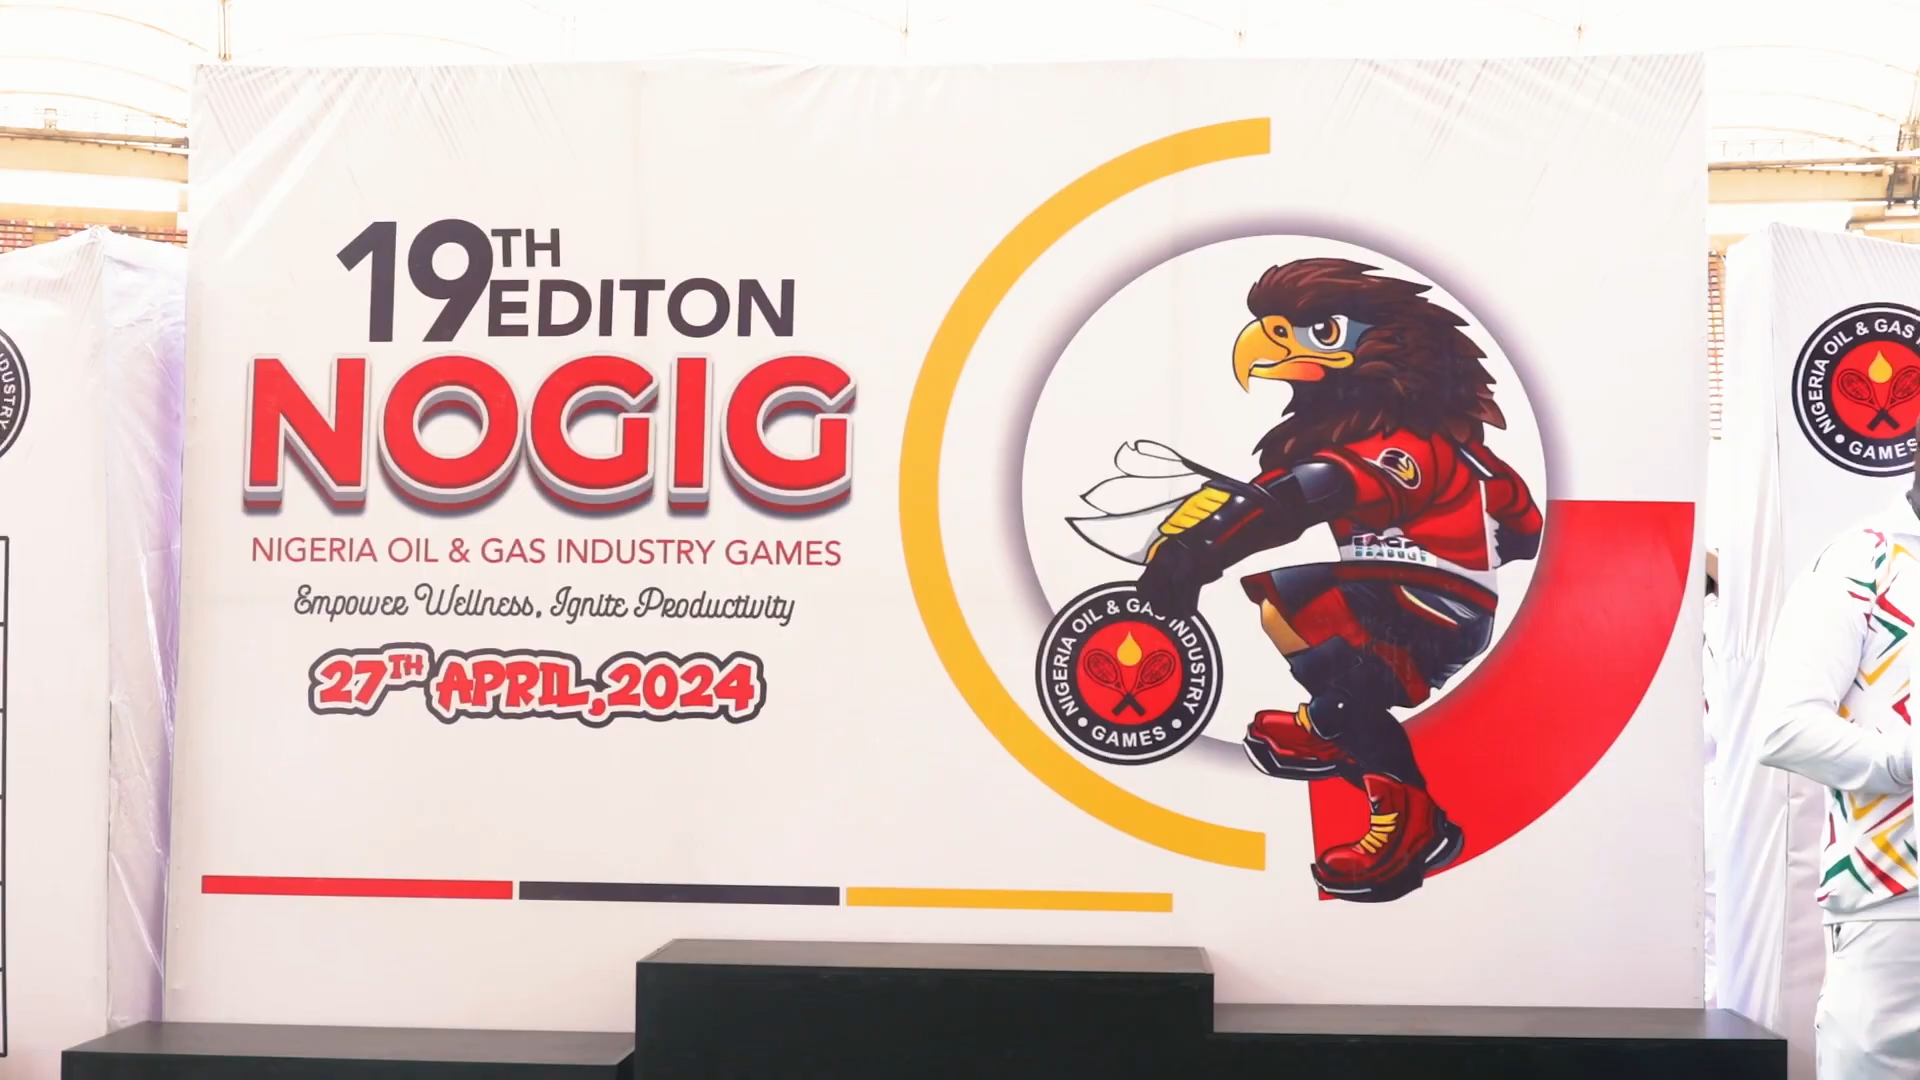 19TH
EDITON
NOGIG
NIGERIA OIL & GAS INDUSTRY GAMES
Empower Wellness, Ignite Productivity
27TH APRIL, 2024
NIGERIA OIL & GAS INDUSTRY
• GAMES •
NIGERIA OIL & GAS
• GAMES
INDUSTRY